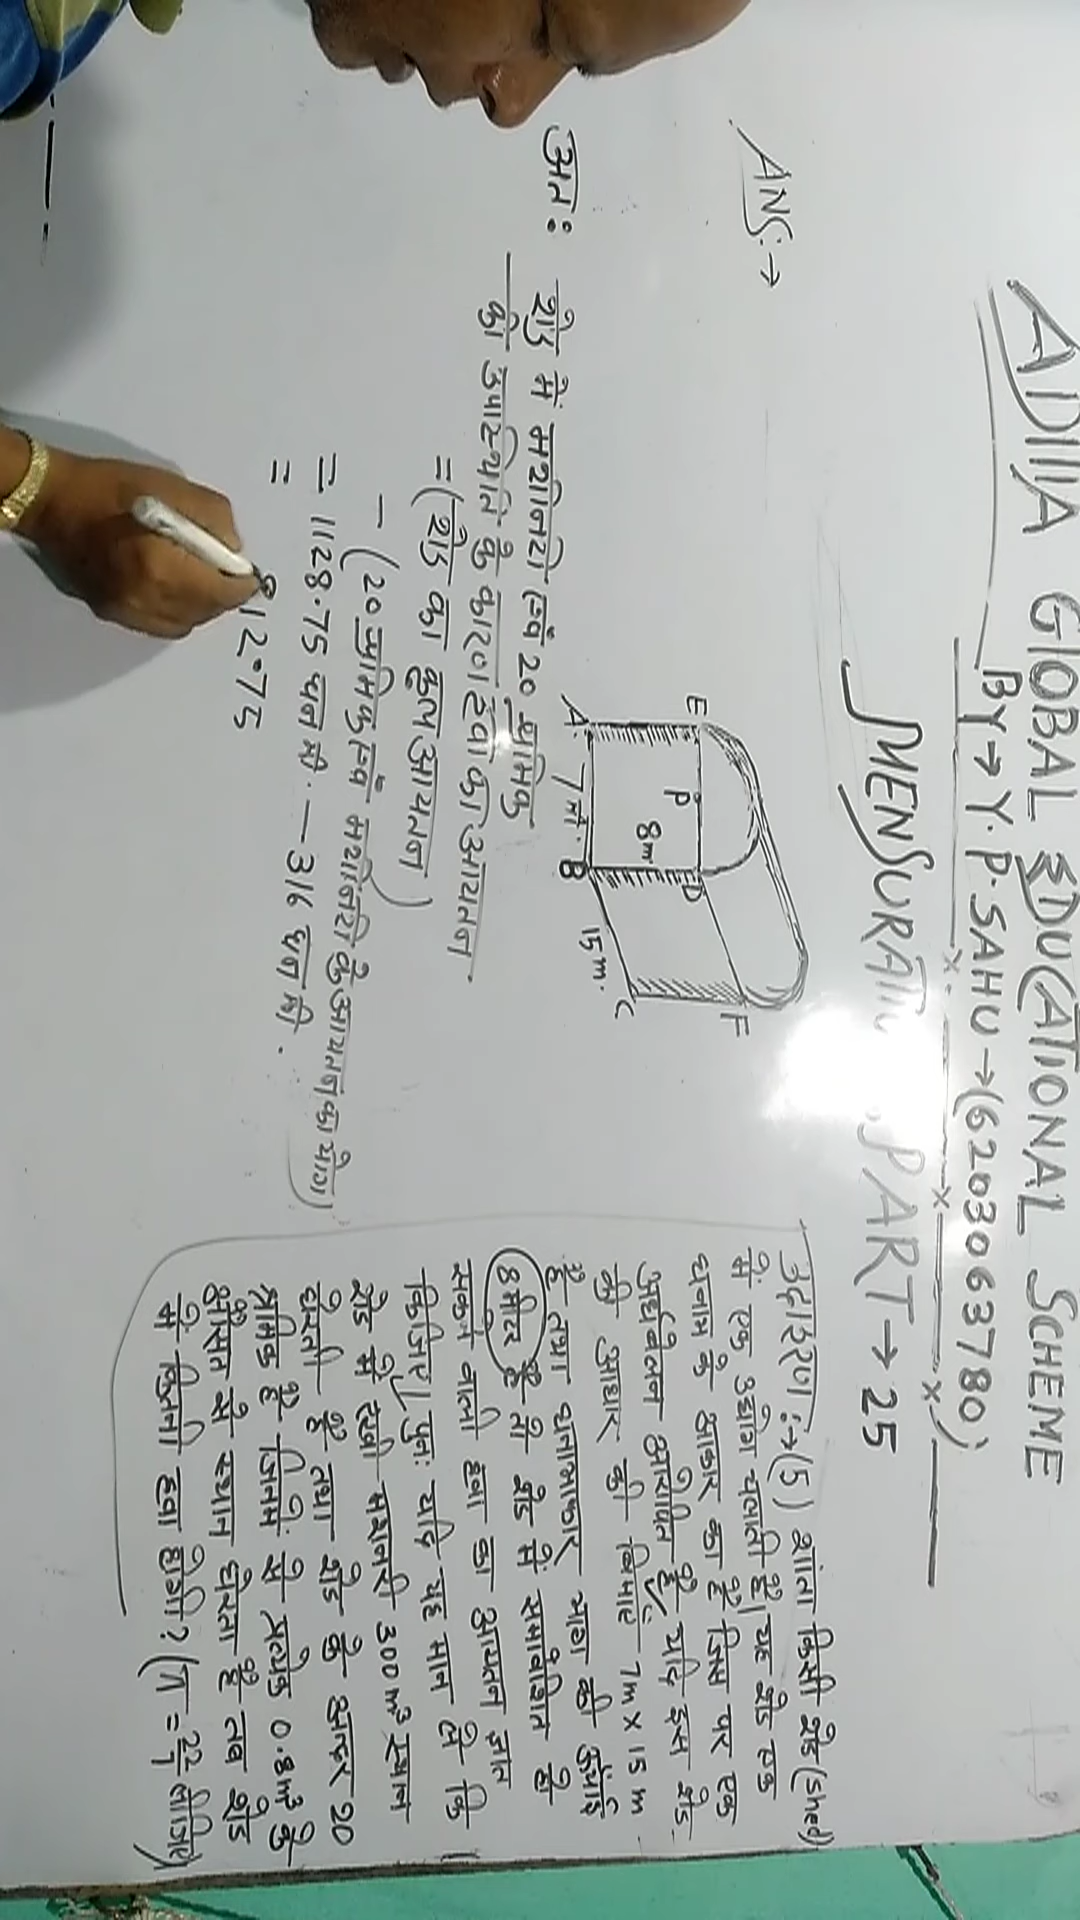 ADITYA GLOBAL EDUCATIONAL SCHEME
BY → Y.P. SAHU → (6203063780)
x x x
MENSURATI PART → 25
ANS: →
E
P
D
F
8m
A
7 मी.
B
15 m.
C
अतः शेड में मशीनरी एवं 20 श्रमिक
की उपस्थिति के कारण हवा का आयतन
= (शेड का कुल आयतन)
− (20 श्रमिक एवं मशीनरी के आयतन का योग)
= 1128.75 घन मी. − 316 घन मी.
= 812.75
उदाहरण :→ (5) शांता किसी शेड (shed)
में एक उद्योग चलाती है। यह शेड एक
घनाभ के आकार का है जिस पर एक
अर्द्धबेलन आरोपित है। यदि इस शेड
के आधार की विमाएँ 7m × 15 m
है तथा घनाभाकार भाग की ऊँचाई
8 मीटर है तो शेड में समावेशित हो
सकने वाली हवा का आयतन ज्ञात
कीजिए। पुनः यदि यह मान लें कि
शेड में रखी मशीनरी 300 m³ स्थान
घेरती है तथा शेड के अन्दर 20
श्रमिक हैं जिनमें से प्रत्येक 0.8m³ के
औसत से स्थान घेरता है तब शेड
में कितनी हवा होगी? (π = 22/7 लीजिए)